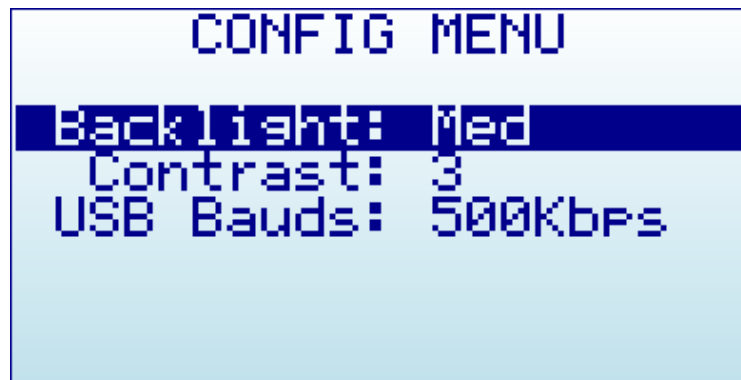 CONFIG MENU
Backlight: Med
Contrast: 3
USB Bauds: 500Kbps